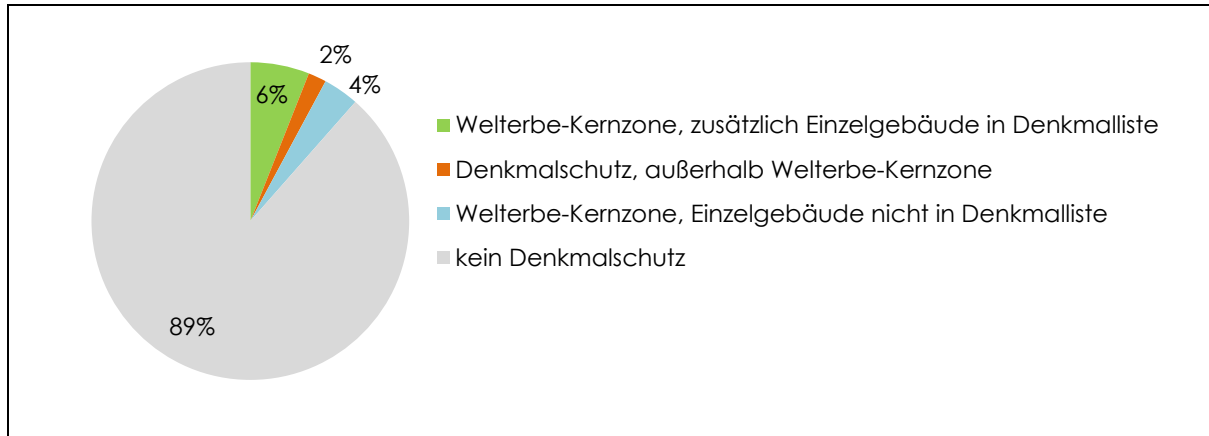 2%
6%
4%
Welterbe-Kernzone, zusätzlich Einzelgebäude in Denkmalliste
Denkmalschutz, außerhalb Welterbe-Kernzone
Welterbe-Kernzone, Einzelgebäude nicht in Denkmalliste
kein Denkmalschutz
89%